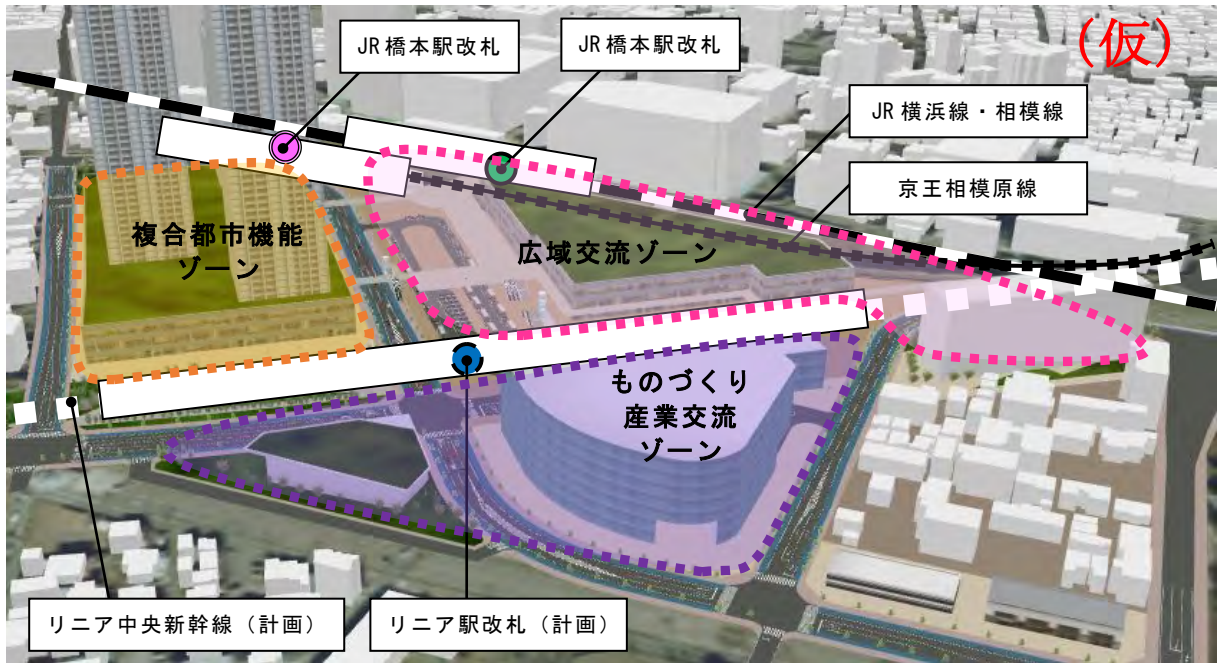 (仮)
JR橋本駅改札
JR橋本駅改札
JR横浜線・相模線
京王相模原線
複合都市機能
ゾーン
広域交流ゾーン
ものづくり
産業交流
ゾーン
リニア中央新幹線（計画）
リニア駅改札（計画）